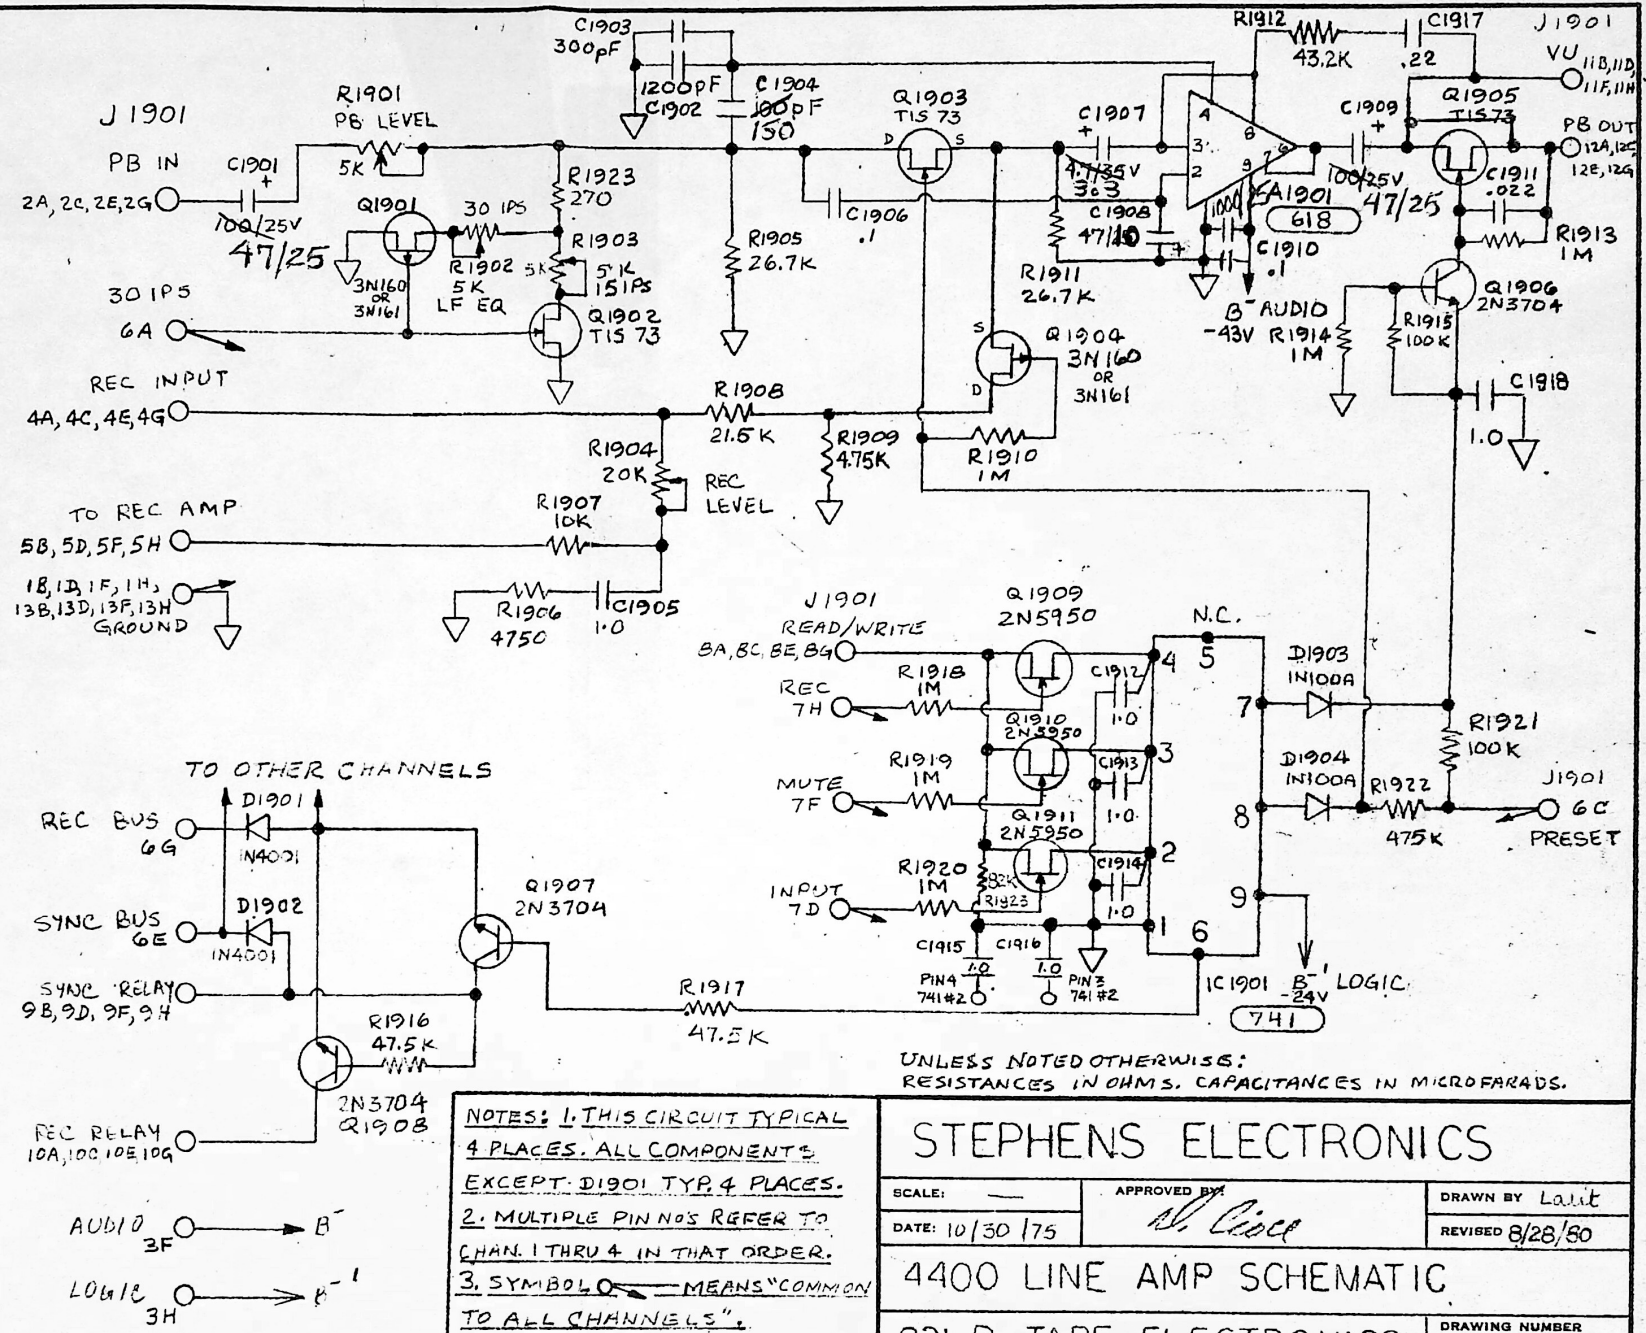 C1903
300pF
1200pF
C1902
C1904
100pF
150
R1912
43.2K
C1917
.22
J1901
VU
11B,11D,
11F,11H
J1901
PB IN
2A, 2C, 2E, 2G
C1901
+
100/25V
47/25
R1901
PB LEVEL
5K
Q1901
3N160
OR
3N161
30 IPS
R1902
5K
LF EQ
R1923
270
R1903
5K
5K
15IPS
Q1902
TIS 73
C1906
.1
R1905
26.7K
Q1903
TIS 73
D
S
C1907
+
4.7/35V
3.3
C1908
47/10
+
R1911
26.7K
4
3
2
8
9
7
6
1000
A1901
618
C1910
.1
B- AUDIO
-43V
C1909
+
100/25V
47/25
Q1905
TIS73
PB OUT
12A,12C,
12E,12G
C1911
.022
R1913
1M
Q1906
2N3704
R1914
1M
R1915
100K
C1918
1.0
30 IPS
6A
REC INPUT
4A, 4C, 4E, 4G
R1908
21.5K
S
D
Q1904
3N160
OR
3N161
R1904
20K
REC
LEVEL
R1909
4.75K
R1910
1M
TO REC AMP
5B, 5D, 5F, 5H
R1907
10K
1B, 1D, 1F, 1H,
13B, 13D, 13F, 13H
GROUND
R1906
4750
C1905
1.0
J1901
READ/WRITE
8A, 8C, 8E, 8G
Q1909
2N5950
N.C.
5
4
REC
7H
R1918
1M
C1912
1.0
Q1910
2N5950
3
MUTE
7F
R1919
1M
C1913
1.0
Q1911
2N5950
2
INPUT
7D
R1920
1M
82K
R1923
C1914
1.0
1
6
7
8
9
D1903
1N100A
D1904
1N100A
R1921
100K
R1922
475K
J1901
6C
PRESET
C1915
1.0
PIN4
741#2
C1916
1.0
PIN3
741#2
IC1901
741
B-' LOGIC
-24V
TO OTHER CHANNELS
REC BUS
6G
D1901
1N4001
SYNC BUS
6E
D1902
1N4001
SYNC RELAY
9B, 9D, 9F, 9H
Q1907
2N3704
R1917
47.5K
R1916
47.5K
2N3704
Q1908
REC RELAY
10A, 10C 10E, 10G
AUDIO
3F
B-
LOGIC
3H
B-'
UNLESS NOTED OTHERWISE:
RESISTANCES IN OHMS. CAPACITANCES IN MICROFARADS.
NOTES: 1. THIS CIRCUIT TYPICAL
4 PLACES. ALL COMPONENTS
EXCEPT D1901 TYP. 4 PLACES.
2. MULTIPLE PIN NO'S REFER TO
CHAN. 1 THRU 4 IN THAT ORDER.
3. SYMBOL MEANS "COMMON
TO ALL CHANNELS".
STEPHENS ELECTRONICS
SCALE: —
APPROVED BY:
DRAWN BY
DATE: 10/30/75
REVISED 8/28/80
4400 LINE AMP SCHEMATIC
TAPE ELECTRONICS
DRAWING NUMBER